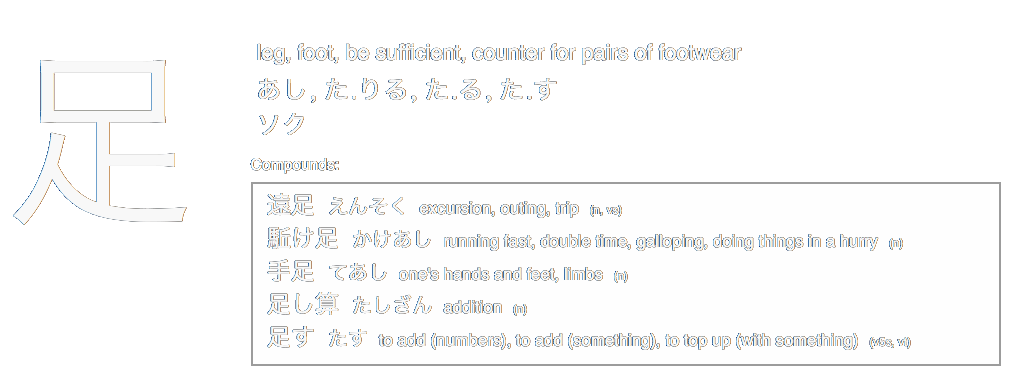 足
leg, foot, be sufficient, counter for pairs of footwear
あし, た.りる, た.る, た.す
ソク
Compounds:
遠足 えんそく excursion, outing, trip (n, vs)
駈け足 かけあし running fast, double time, galloping, doing things in a hurry (n)
手足 てあし one's hands and feet, limbs (n)
足し算 たしざん addition (n)
足す たす to add (numbers), to add (something), to top up (with something) (v5s, vt)